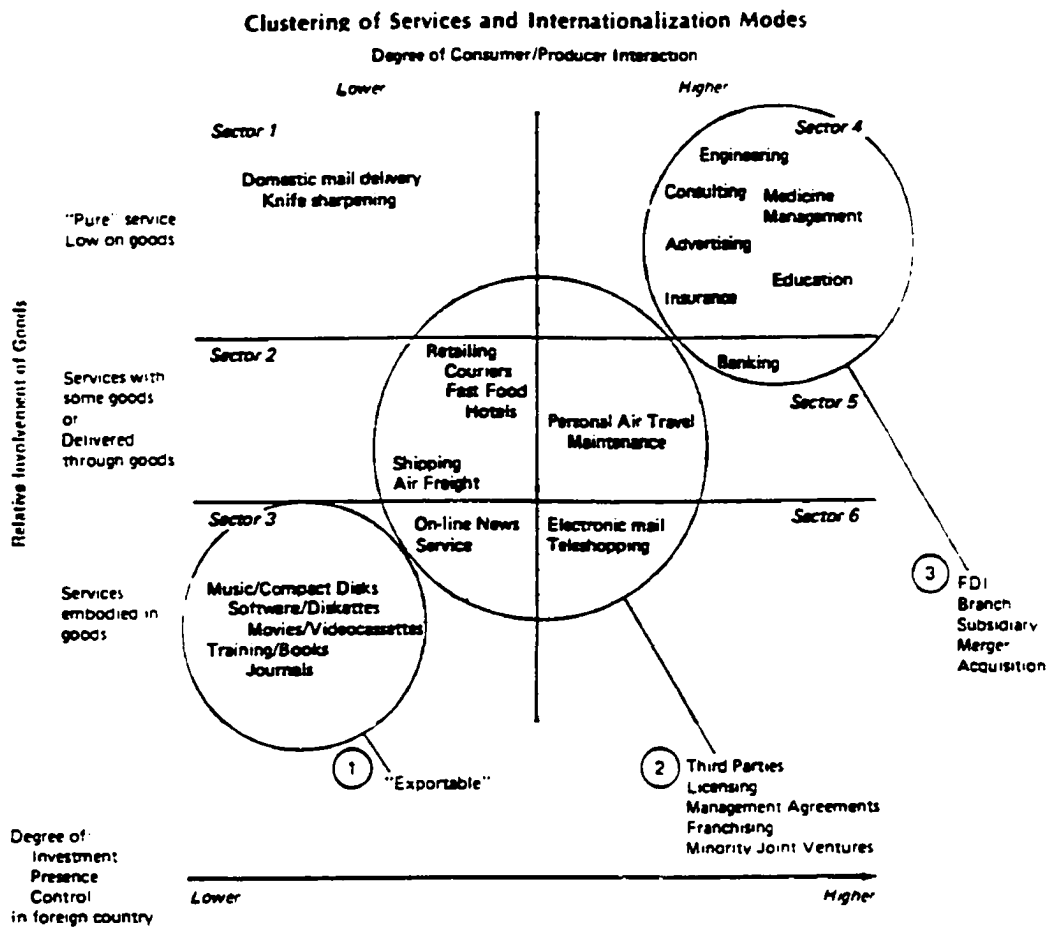 Clustering of Services and Internationalization Modes
Degree of Consumer/Producer Interaction
Lower
Higher
Sector 1
Sector 4
Domestic mail delivery
Knife sharpening
Engineering
Consulting
Medicine
Management
Advertising
Education
Insurance
"Pure" service
Low on goods
Relative Involvement of Goods
Sector 2
Retailing
Couriers
Fast Food
Hotels
Banking
Sector 5
Services with
some goods
or
Delivered
through goods
Personal Air Travel
Maintenance
Shipping
Air Freight
Sector 3
On-line News
Service
Electronic mail
Teleshopping
Sector 6
Services
embodied in
goods
Music/Compact Disks
Software/Diskettes
Movies/Videocassettes
Training/Books
Journals
3
FDI
Branch
Subsidiary
Merger
Acquisition
1
"Exportable"
2
Third Parties
Licensing
Management Agreements
Franchising
Minority Joint Ventures
Degree of
Investment
Presence
Control
in foreign country
Lower
Higher